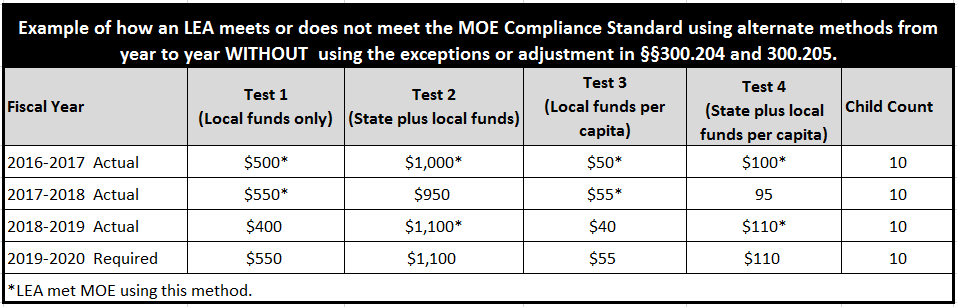 Example of how an LEA meets or does not meet the MOE Compliance Standard using alternate methods from
year to year WITHOUT using the exceptions or adjustment in §§300.204 and 300.205.
Fiscal Year
Test 1
(Local funds only)
Test 2
(State plus local funds)
Test 3
(Local funds per
capita)
Test 4
(State plus local
funds per capita)
Child Count
2016-2017 Actual $500* $1,000* $50* $100* 10
2017-2018 Actual $550* $950 $55* 95 10
2018-2019 Actual $400 $1,100* $40 $110* 10
2019-2020 Required $550 $1,100 $55 $110 10
*LEA met MOE using this method.